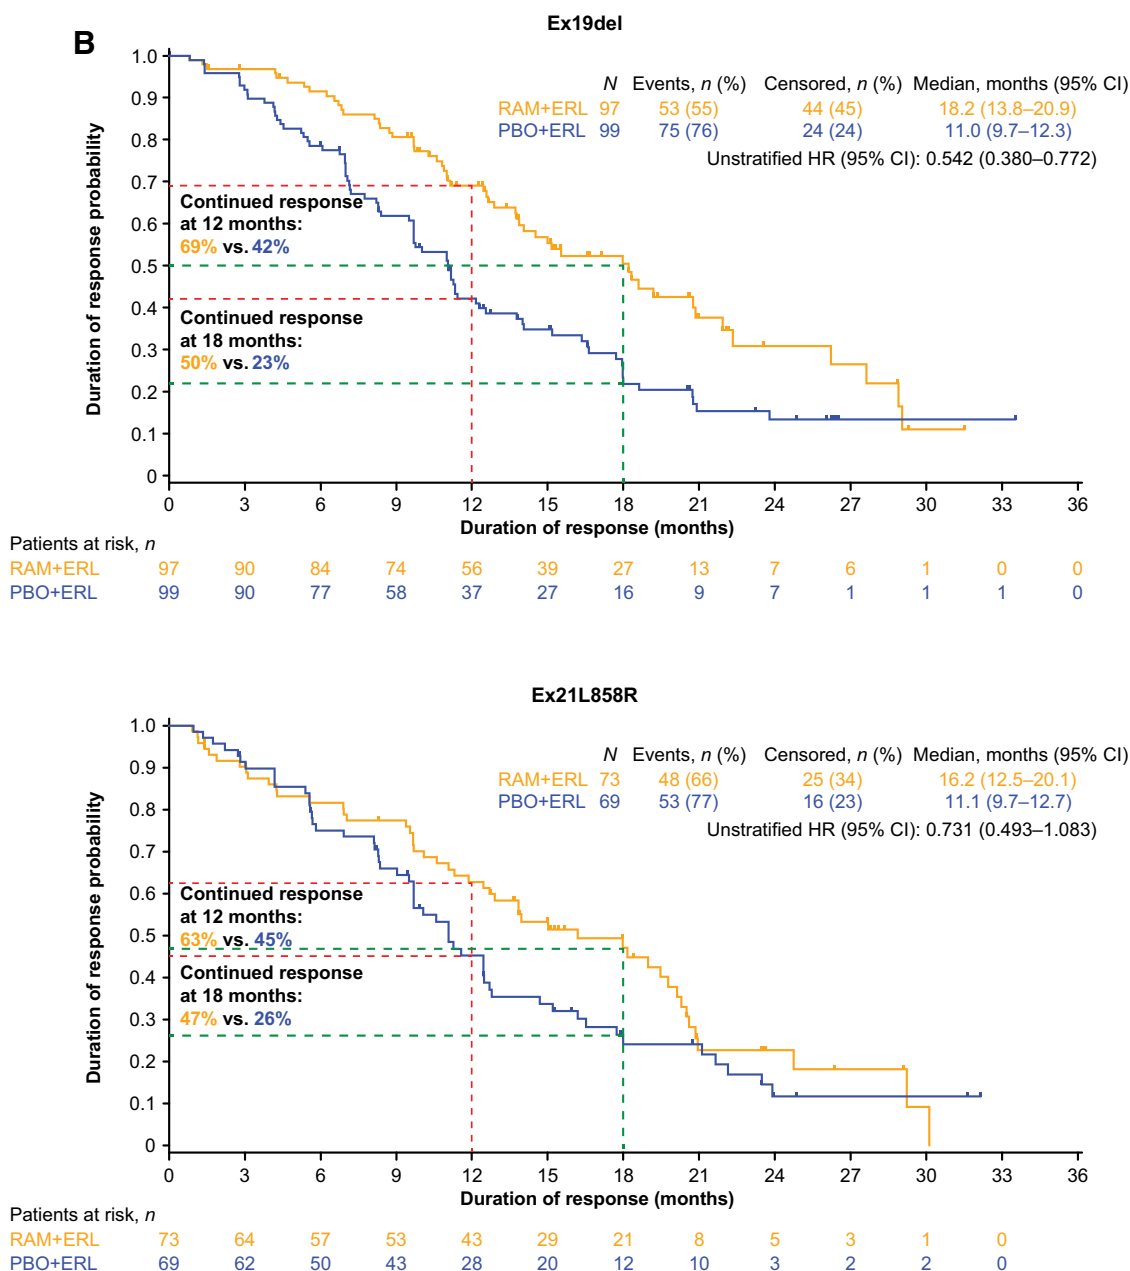 B
Ex19del
N Events, n (%) Censored, n (%) Median, months (95% CI)
RAM+ERL 97 53 (55) 44 (45) 18.2 (13.8–20.9)
PBO+ERL 99 75 (76) 24 (24) 11.0 (9.7–12.3)
Unstratified HR (95% CI): 0.542 (0.380–0.772)
Duration of response probability
1.0
0.9
0.8
0.7
0.6
0.5
0.4
0.3
0.2
0.1
0
Continued response
at 12 months:
69% vs. 42%
Continued response
at 18 months:
50% vs. 23%
0 3 6 9 12 15 18 21 24 27 30 33 36
Duration of response (months)
Patients at risk, n
RAM+ERL 97 90 84 74 56 39 27 13 7 6 1 0 0
PBO+ERL 99 90 77 58 37 27 16 9 7 1 1 1 0
Ex21L858R
N Events, n (%) Censored, n (%) Median, months (95% CI)
RAM+ERL 73 48 (66) 25 (34) 16.2 (12.5–20.1)
PBO+ERL 69 53 (77) 16 (23) 11.1 (9.7–12.7)
Unstratified HR (95% CI): 0.731 (0.493–1.083)
Duration of response probability
1.0
0.9
0.8
0.7
0.6
0.5
0.4
0.3
0.2
0.1
0
Continued response
at 12 months:
63% vs. 45%
Continued response
at 18 months:
47% vs. 26%
0 3 6 9 12 15 18 21 24 27 30 33 36
Duration of response (months)
Patients at risk, n
RAM+ERL 73 64 57 53 43 29 21 8 5 3 1 0
PBO+ERL 69 62 50 43 28 20 12 10 3 2 2 0